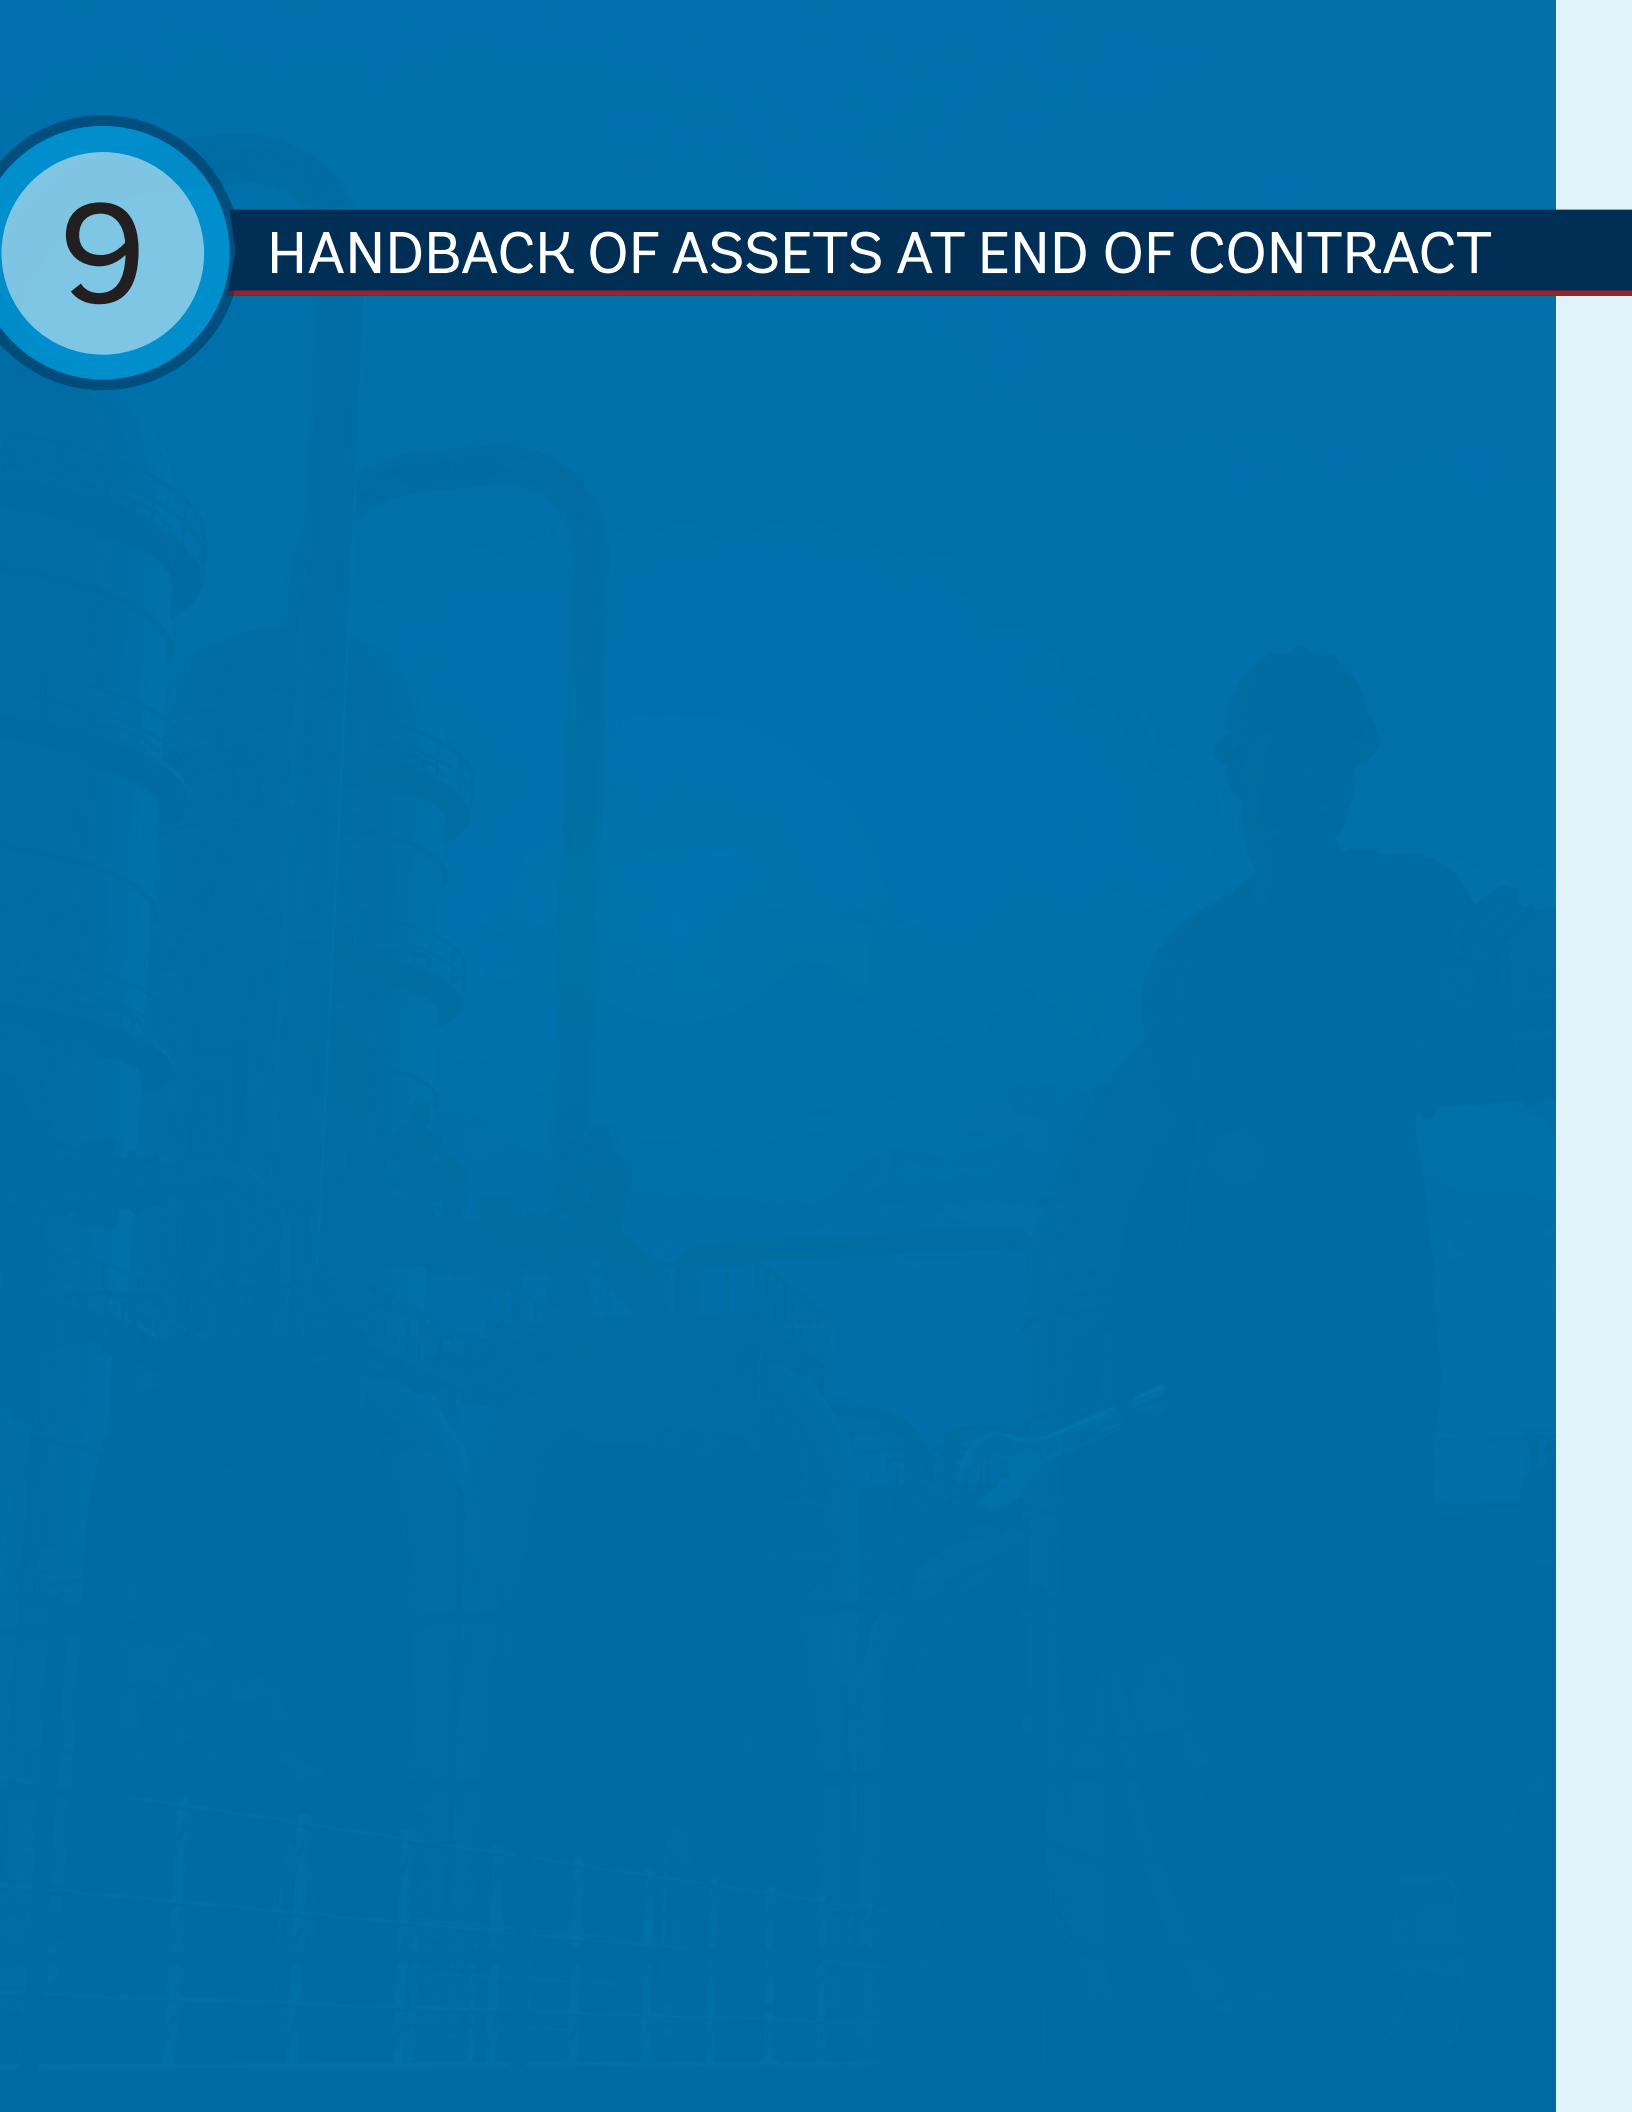 9
HANDBACK OF ASSETS AT END OF CONTRACT